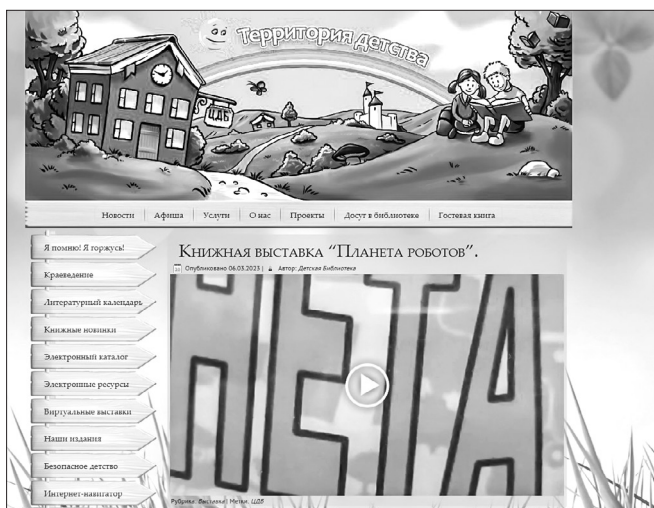 Территория детства
ЦДБ
Новости
Афиша
Услуги
О нас
Проекты
Досуг в библиотеке
Гостевая книга
Я помню! Я горжусь!
Краеведение
Литературный календарь
Книжные новинки
Электронный каталог
Электронные ресурсы
Виртуальные выставки
Наши издания
Безопасное детство
Интернет-навигатор
Книжная выставка “Планета роботов”.
Опубликовано 06.03.2023 | Автор: Детская Библиотека
НЕТА
Рубрика: Выставка | Метки: ЦДБ